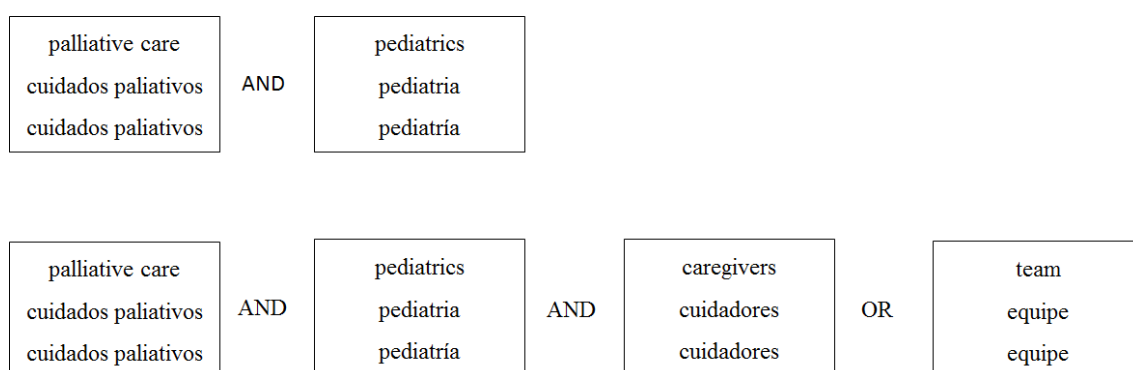 palliative care
cuidados paliativos
cuidados paliativos
AND
pediatrics
pediatria
pediatría
palliative care
cuidados paliativos
cuidados paliativos
AND
pediatrics
pediatria
pediatría
AND
caregivers
cuidadores
cuidadores
OR
team
equipe
equipe